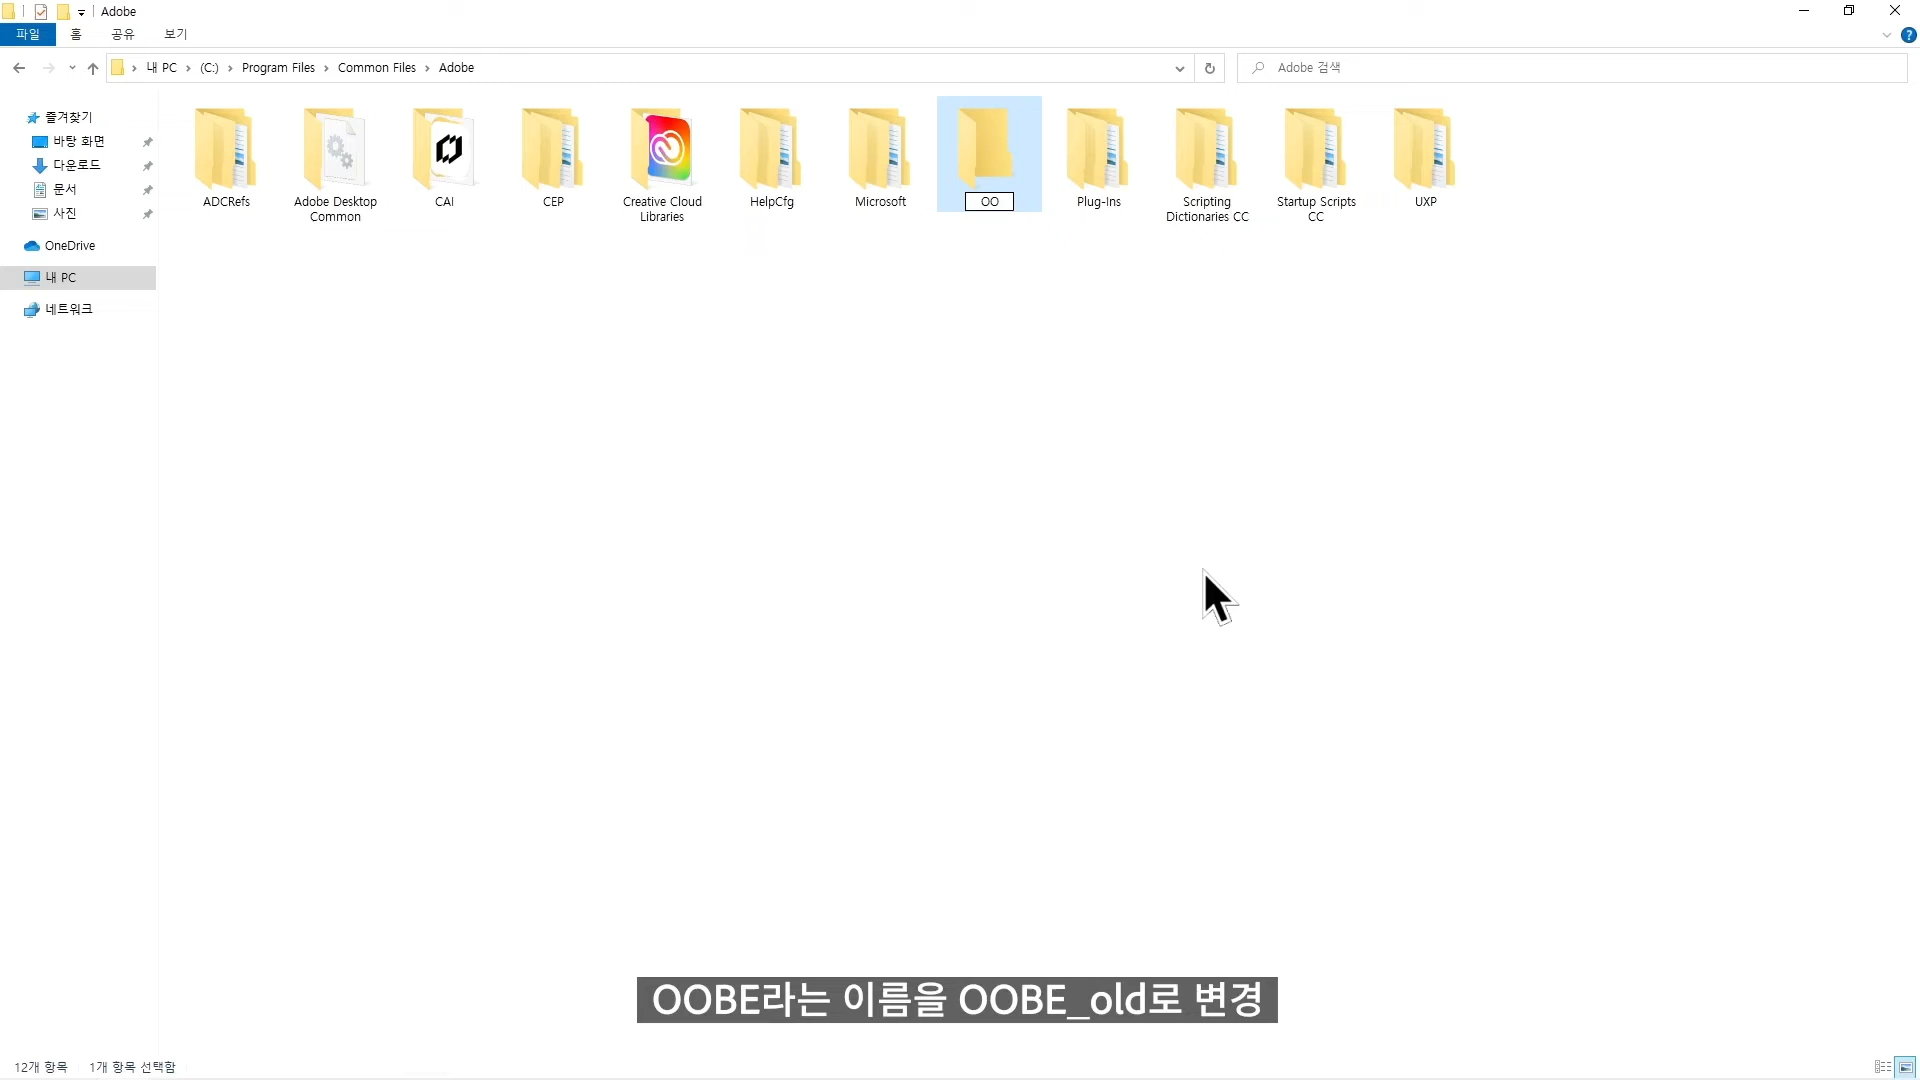 Adobe
파일 홈 공유 보기
내 PC (C:) Program Files Common Files Adobe
Adobe 검색
즐겨찾기
바탕 화면
다운로드
문서
사진
OneDrive
내 PC
네트워크
ADCRefs
Adobe Desktop
Common
CAI
CEP
Creative Cloud
Libraries
HelpCfg
Microsoft
OO
Plug-Ins
Scripting
Dictionaries CC
Startup Scripts
CC
UXP
OOBE라는 이름을 OOBE_old로 변경
12개 항목 1개 항목 선택함